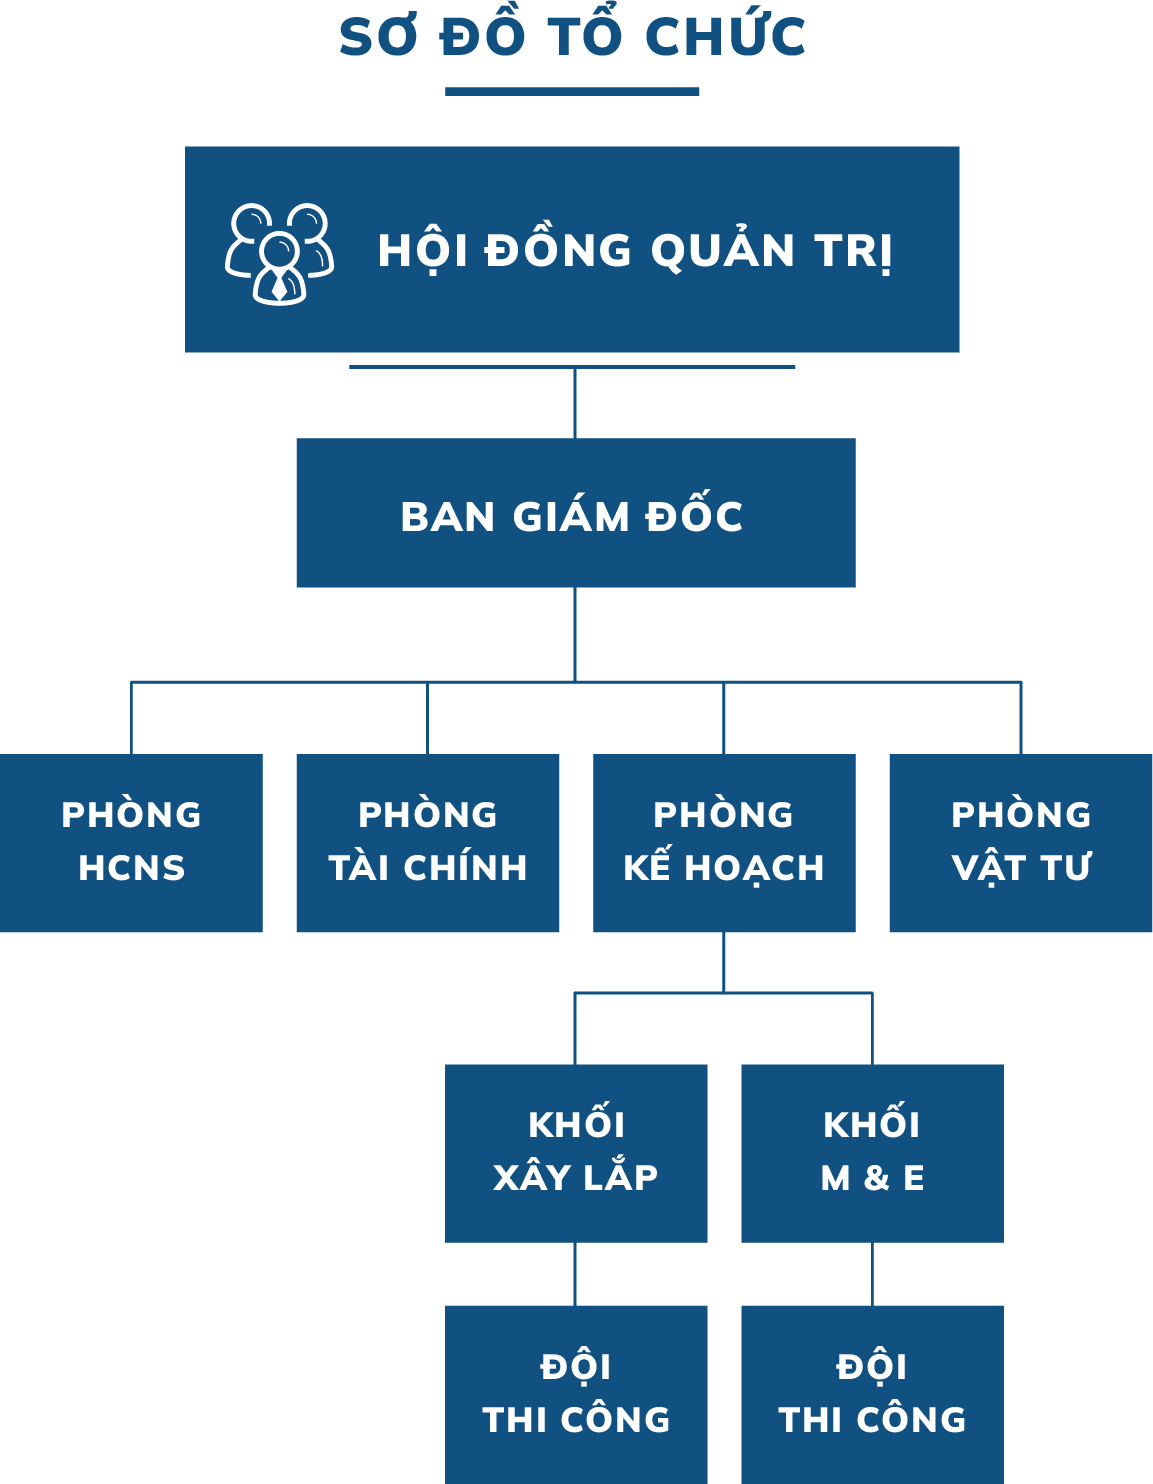 SƠ ĐỒ TỔ CHỨC
HỘI ĐỒNG QUẢN TRỊ
BAN GIÁM ĐỐC
PHÒNG
HCNS
PHÒNG
TÀI CHÍNH
PHÒNG
KẾ HOẠCH
PHÒNG
VẬT TƯ
KHỐI
XÂY LẮP
KHỐI
M & E
ĐỘI
THI CÔNG
ĐỘI
THI CÔNG